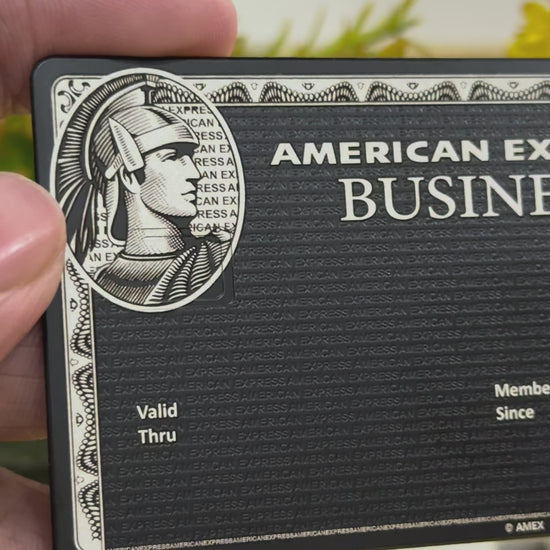 AMERICAN EX
BUSINE
Valid
Thru
Membe
Since
© AMEX